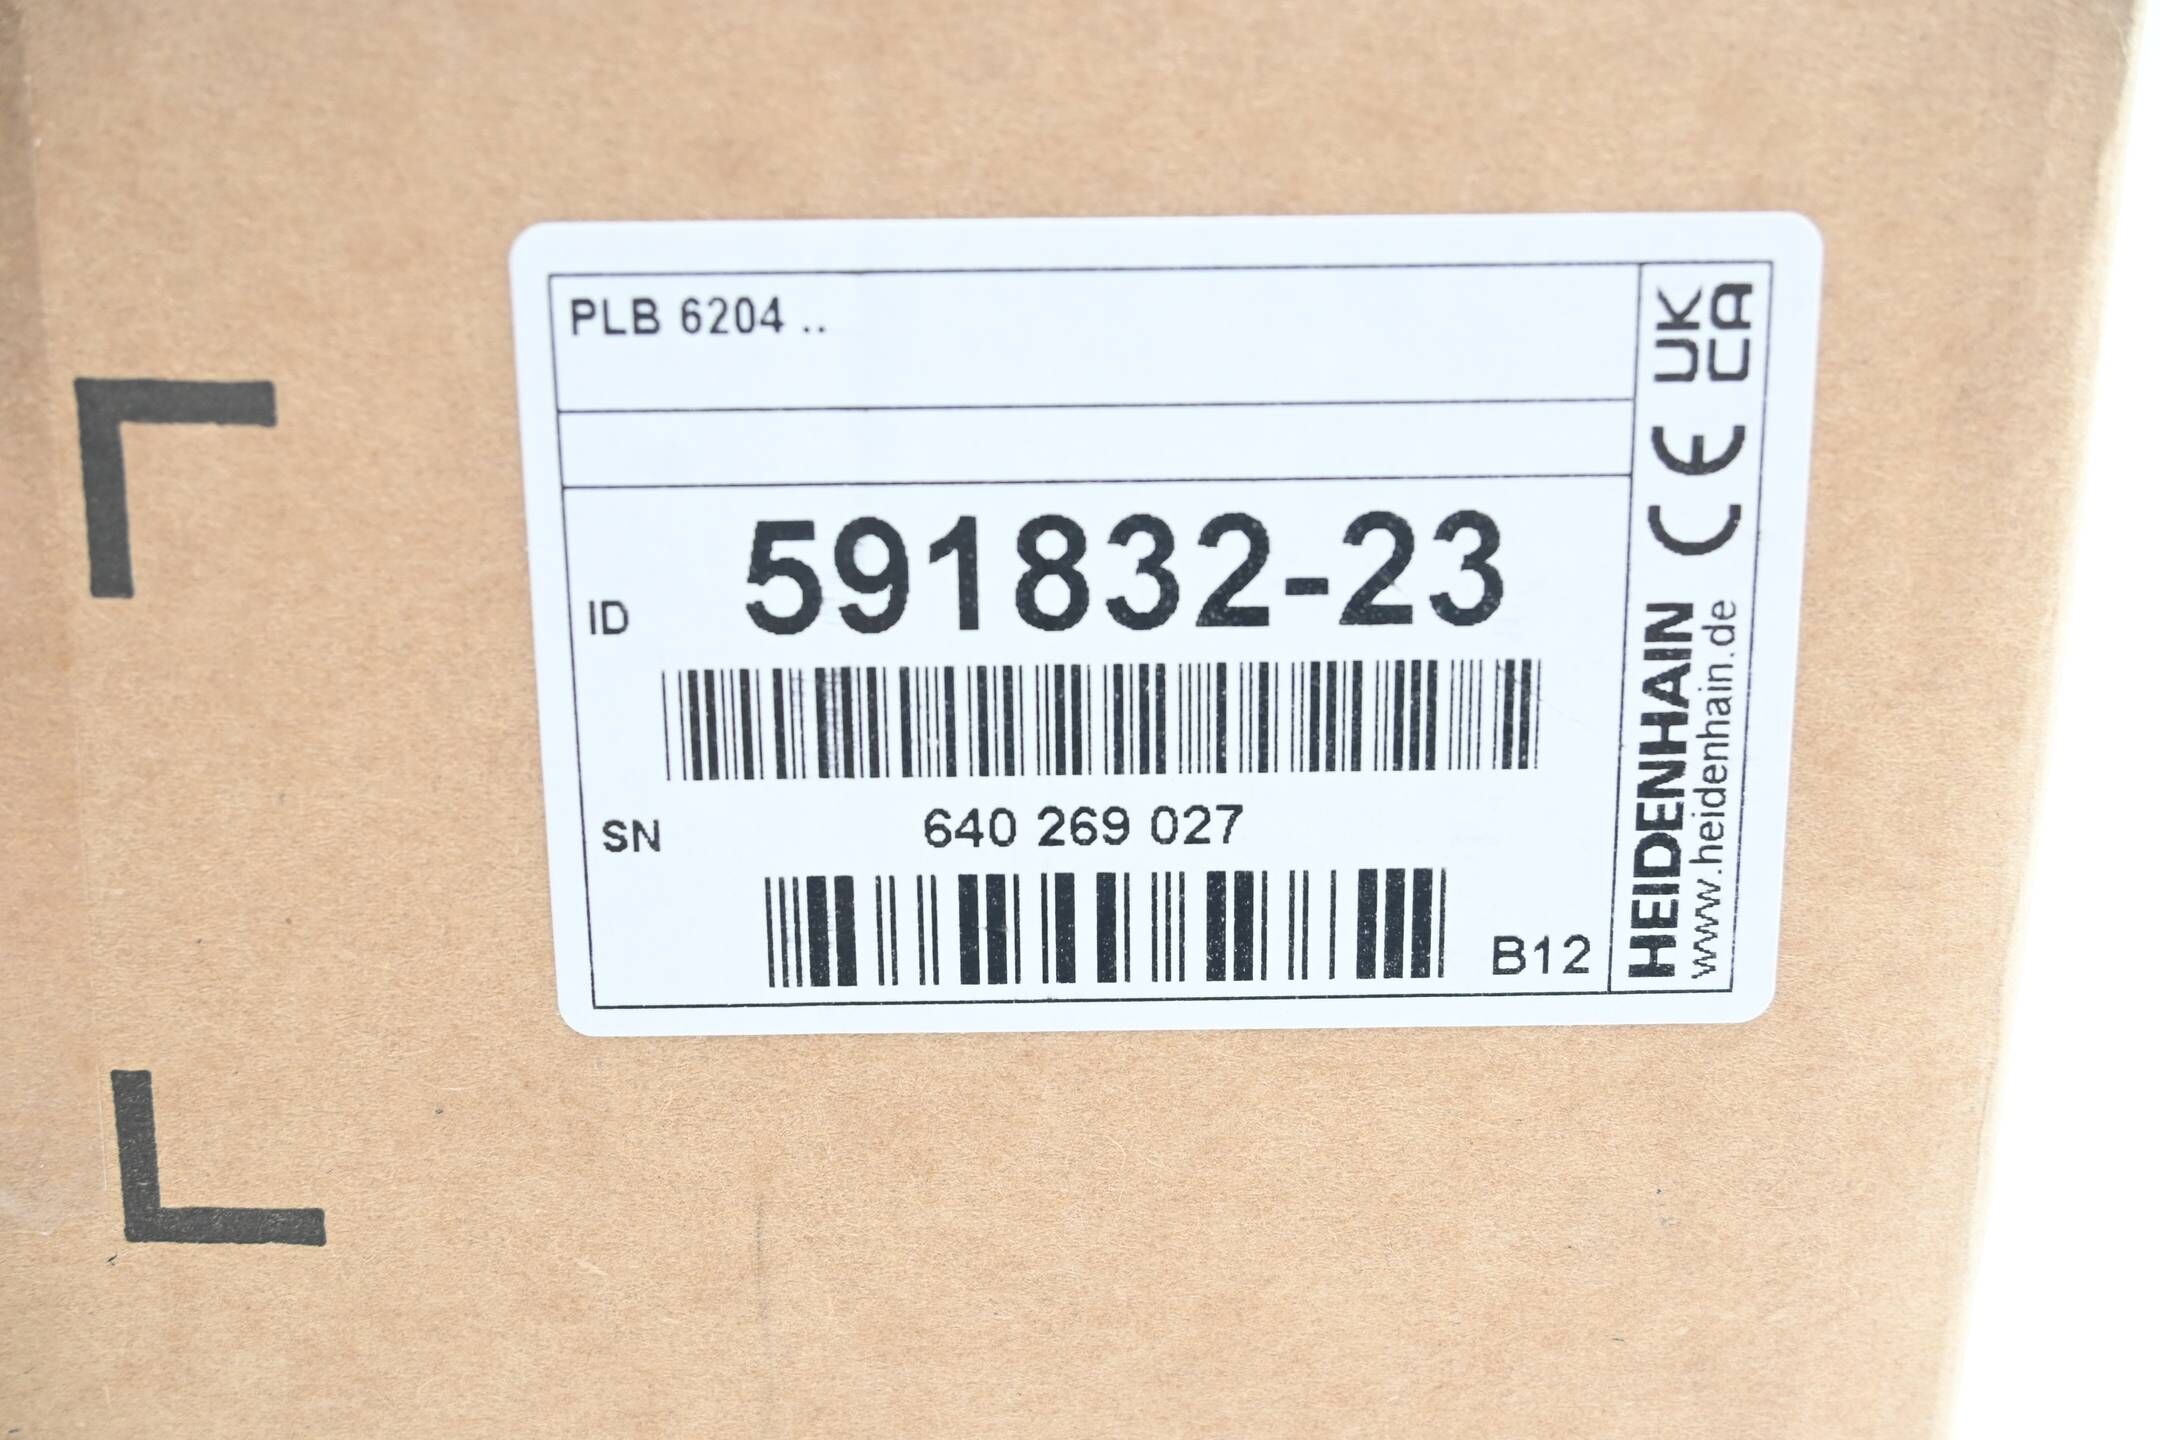 PLB 6204 ..
ID 591832-23
SN 640 269 027
B12
HEIDENHAIN
www.heidenhain.de
CE
UK
CA